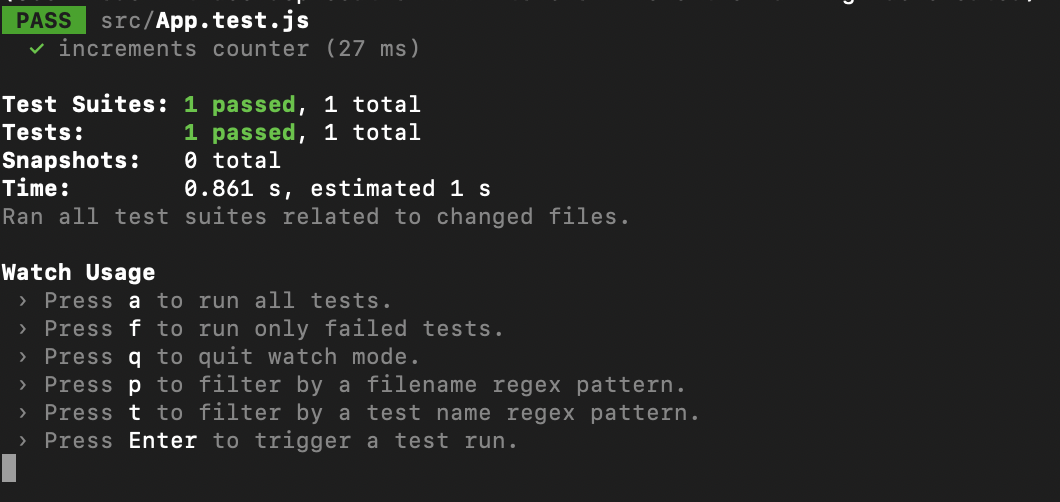 PASS src/App.test.js
✓ increments counter (27 ms)
Test Suites: 1 passed, 1 total
Tests: 1 passed, 1 total
Snapshots: 0 total
Time: 0.861 s, estimated 1 s
Ran all test suites related to changed files.
Watch Usage
› Press a to run all tests.
› Press f to run only failed tests.
› Press q to quit watch mode.
› Press p to filter by a filename regex pattern.
› Press t to filter by a test name regex pattern.
› Press Enter to trigger a test run.